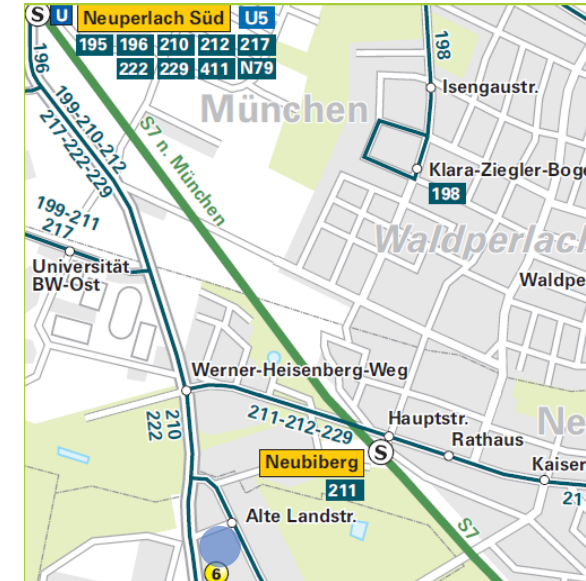 S U Neuperlach Süd U5
195 196 210 212 217
222 229 411 N79
196
199-210-212
217-222-229
S7 n. München
München
198
Isengaustr.
Klara-Ziegler-Boge
198
Waldperlach
199-211
217
Universität
BW-Ost
Waldpe
Werner-Heisenberg-Weg
210
222
211-212-229
Hauptstr.
Ne
S
Rathaus
Neubiberg
211
Kaiser
21
Alte Landstr.
S7
6